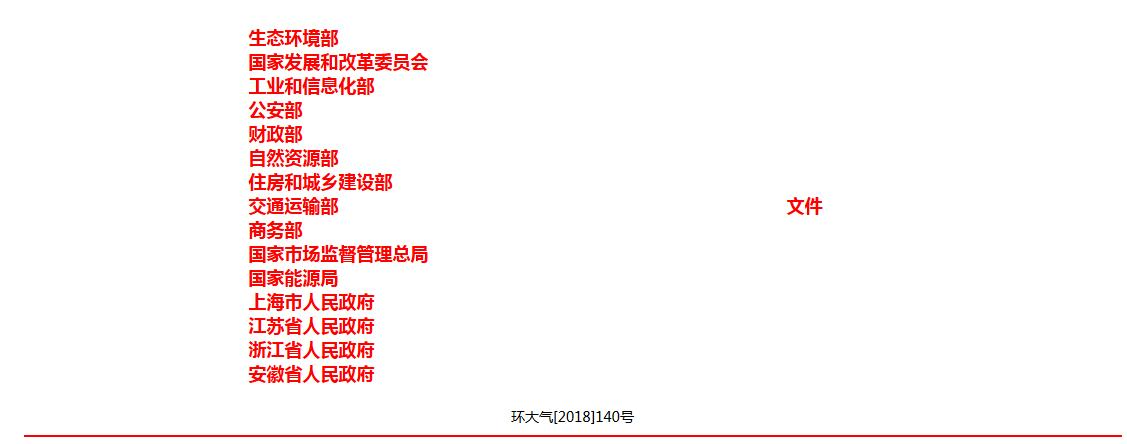 生态环境部
国家发展和改革委员会
工业和信息化部
公安部
财政部
自然资源部
住房和城乡建设部
交通运输部 文件
商务部
国家市场监督管理总局
国家能源局
上海市人民政府
江苏省人民政府
浙江省人民政府
安徽省人民政府
环大气[2018]140号